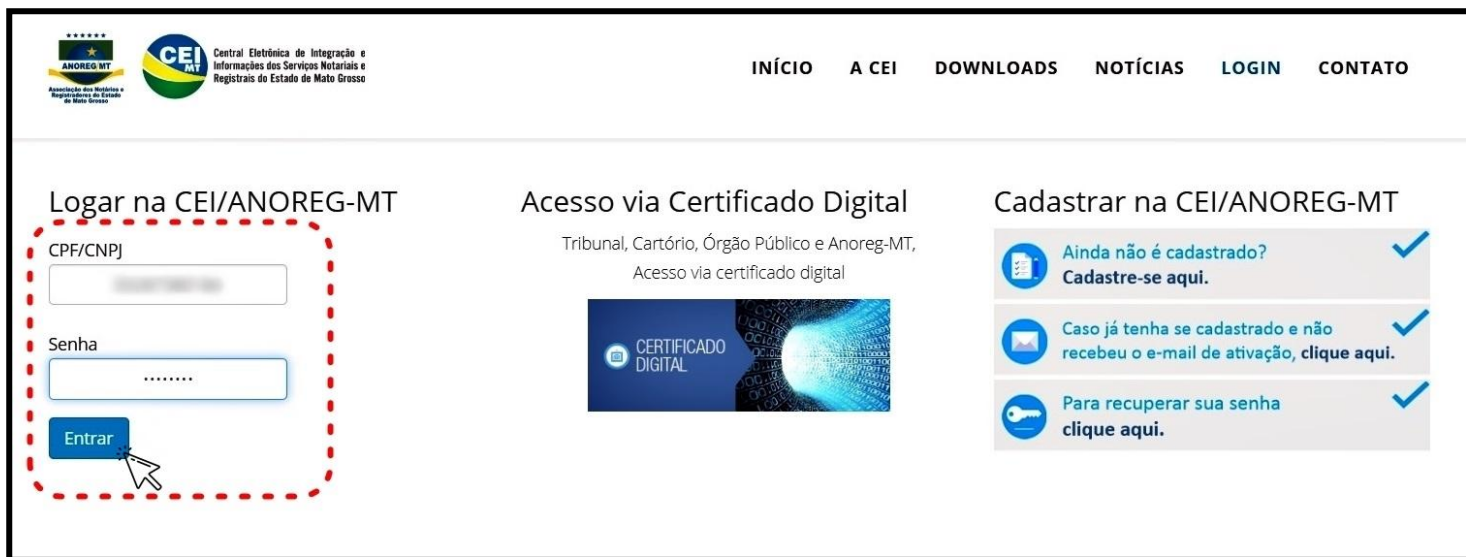 ANOREG MT
Associação dos Notários e
Registradores do Estado
de Mato Grosso
CEI
MT
Central Eletrônica de Integração e
Informações dos Serviços Notariais e
Registrais do Estado de Mato Grosso
INÍCIO A CEI DOWNLOADS NOTÍCIAS LOGIN CONTATO
Logar na CEI/ANOREG-MT
CPF/CNPJ
Senha
........
Entrar
Acesso via Certificado Digital
Tribunal, Cartório, Órgão Público e Anoreg-MT,
Acesso via certificado digital
CERTIFICADO
DIGITAL
Cadastrar na CEI/ANOREG-MT
Ainda não é cadastrado?
Cadastre-se aqui.
Caso já tenha se cadastrado e não
recebeu o e-mail de ativação, clique aqui.
Para recuperar sua senha
clique aqui.